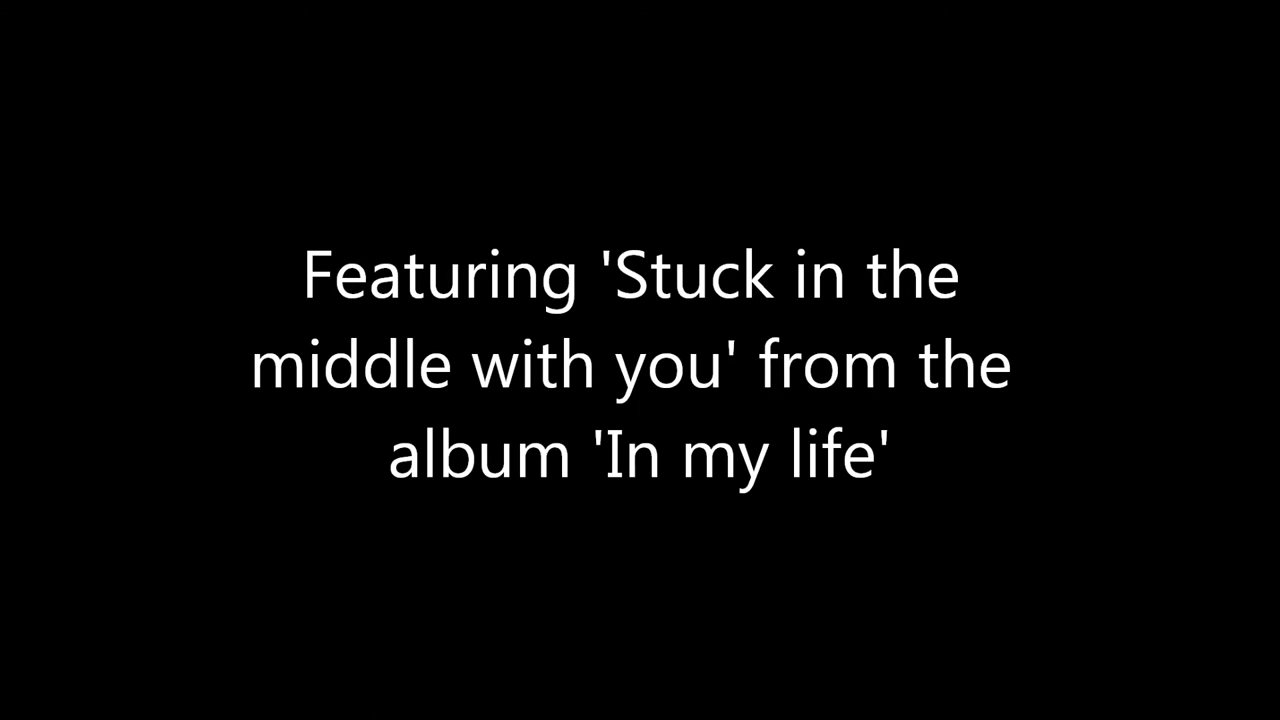 Featuring 'Stuck in the
middle with you' from the
album 'In my life'